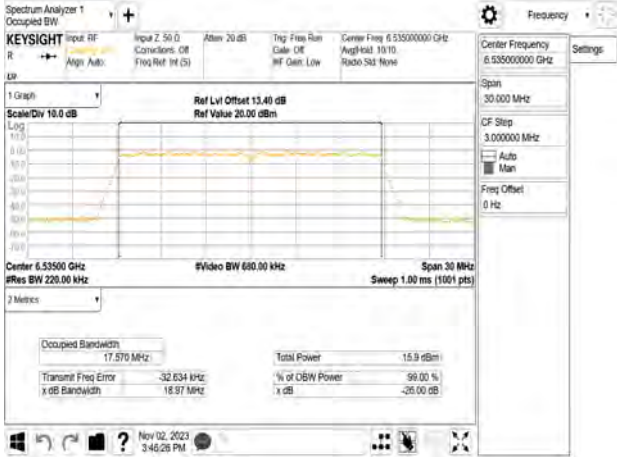 Spectrum Analyzer 1
Occupied BW
+
Frequency
KEYSIGHT
Input: RF
Input Z: 50 Ω
Atten: 20 dB
Trig: Free Run
Center Freq: 6.535000000 GHz
Corrections: Off
Gate: Off
Avg|Hold: 10/10
R
Align: Auto
Freq Ref: Int (S)
#IF Gain: Low
Radio Std: None
Center Frequency
6.535000000 GHz
Settings
Span
30.000 MHz
CF Step
3.000000 MHz
Auto
Man
Freq Offset
0 Hz
1 Graph
Scale/Div 10.0 dB
Ref Lvl Offset 13.40 dB
Ref Value 20.00 dBm
Log
Center 6.53500 GHz
#Video BW 680.00 kHz
Span 30 MHz
#Res BW 220.00 kHz
Sweep 1.00 ms (1001 pts)
2 Metrics
Occupied Bandwidth
17.570 MHz
Total Power
15.9 dBm
Transmit Freq Error
-32.634 kHz
% of OBW Power
99.00 %
x dB Bandwidth
18.97 MHz
x dB
-26.00 dB
?
Nov 02, 2023
3:46:26 PM